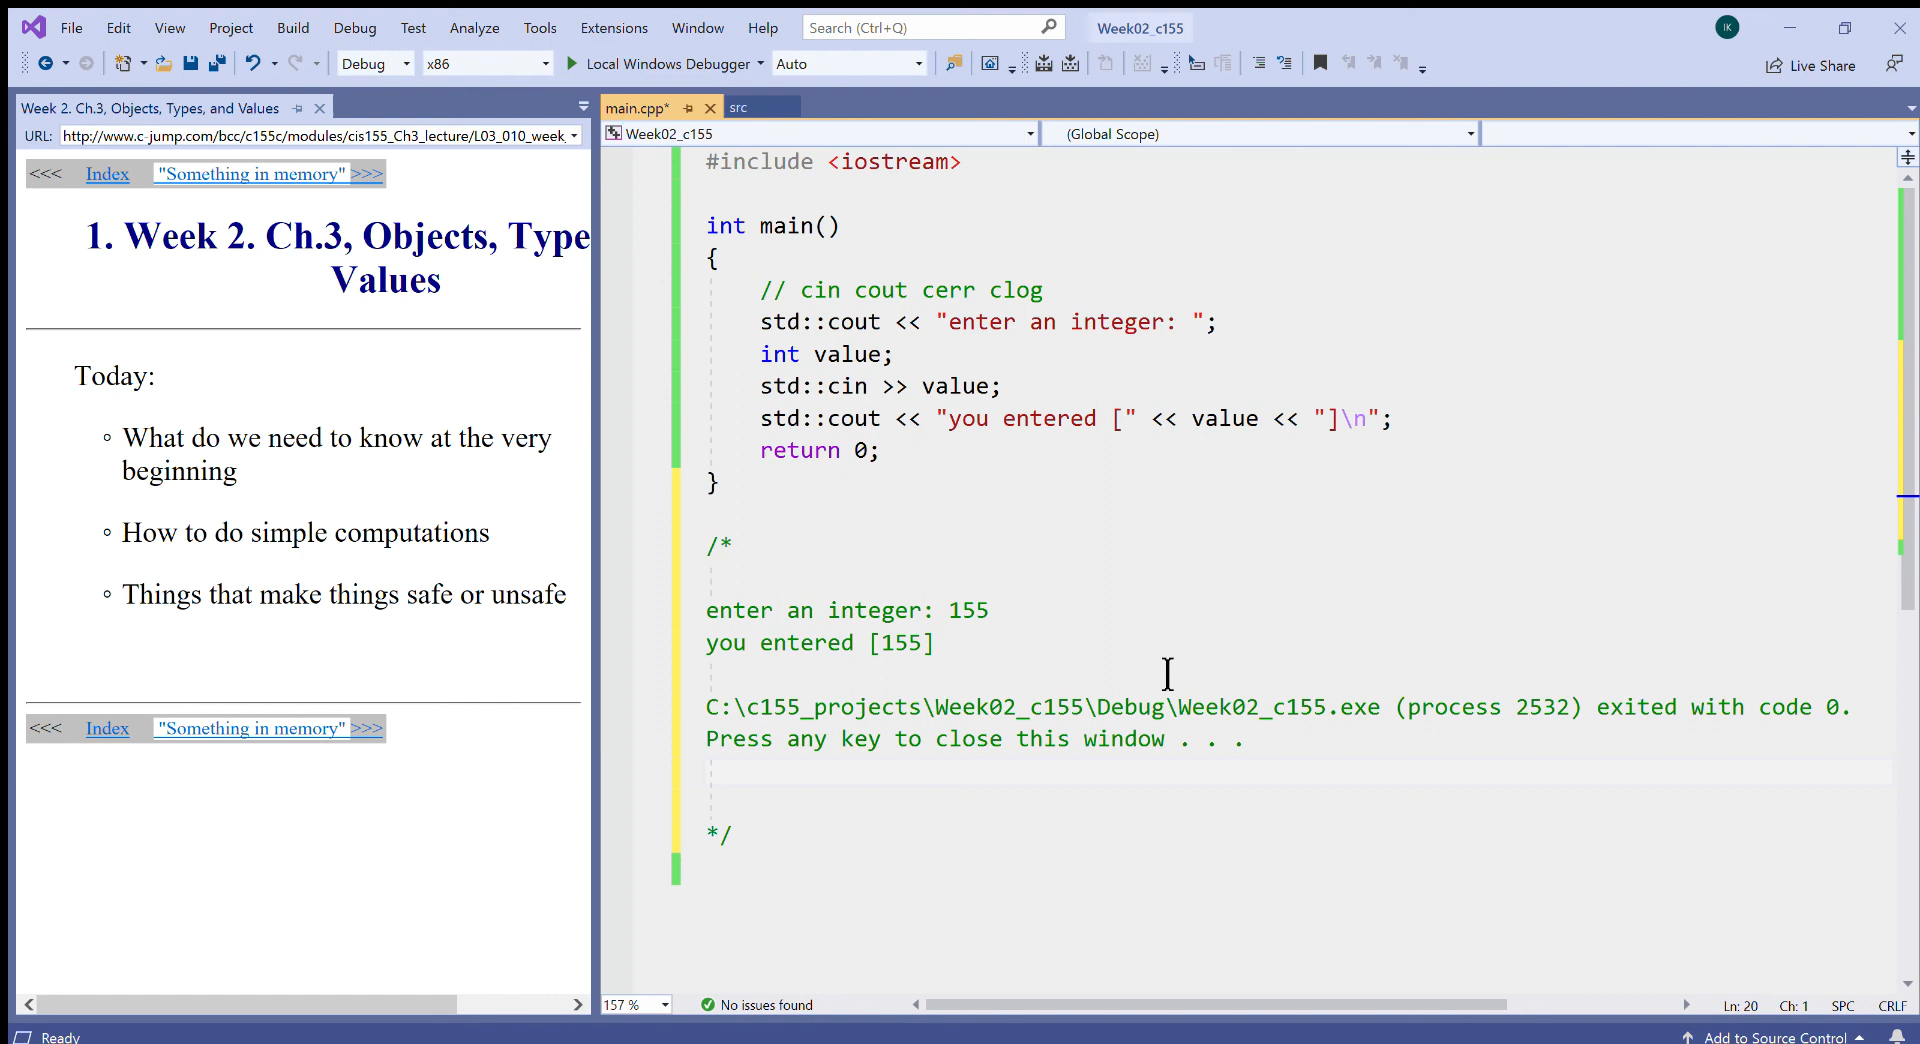 File Edit View Project Build Debug Test Analyze Tools Extensions Window Help Search (Ctrl+Q) Week02_c155 IK
Debug x86 Local Windows Debugger Auto Live Share
Week 2. Ch.3, Objects, Types, and Values
URL: http://www.c-jump.com/bcc/c155c/modules/cis155_Ch3_lecture/L03_010_week
<<< Index "Something in memory" >>>
1. Week 2. Ch.3, Objects, Type
Values
Today:
◦ What do we need to know at the very
beginning
◦ How to do simple computations
◦ Things that make things safe or unsafe
<<< Index "Something in memory" >>>
main.cpp* src
Week02_c155 (Global Scope)
#include <iostream>
int main()
{
// cin cout cerr clog
std::cout << "enter an integer: ";
int value;
std::cin >> value;
std::cout << "you entered [" << value << "]\n";
return 0;
}
/*
enter an integer: 155
you entered [155]
C:\c155_projects\Week02_c155\Debug\Week02_c155.exe (process 2532) exited with code 0.
Press any key to close this window . . .
*/
157 % No issues found Ln: 20 Ch: 1 SPC CRLF
Ready Add to Source Control